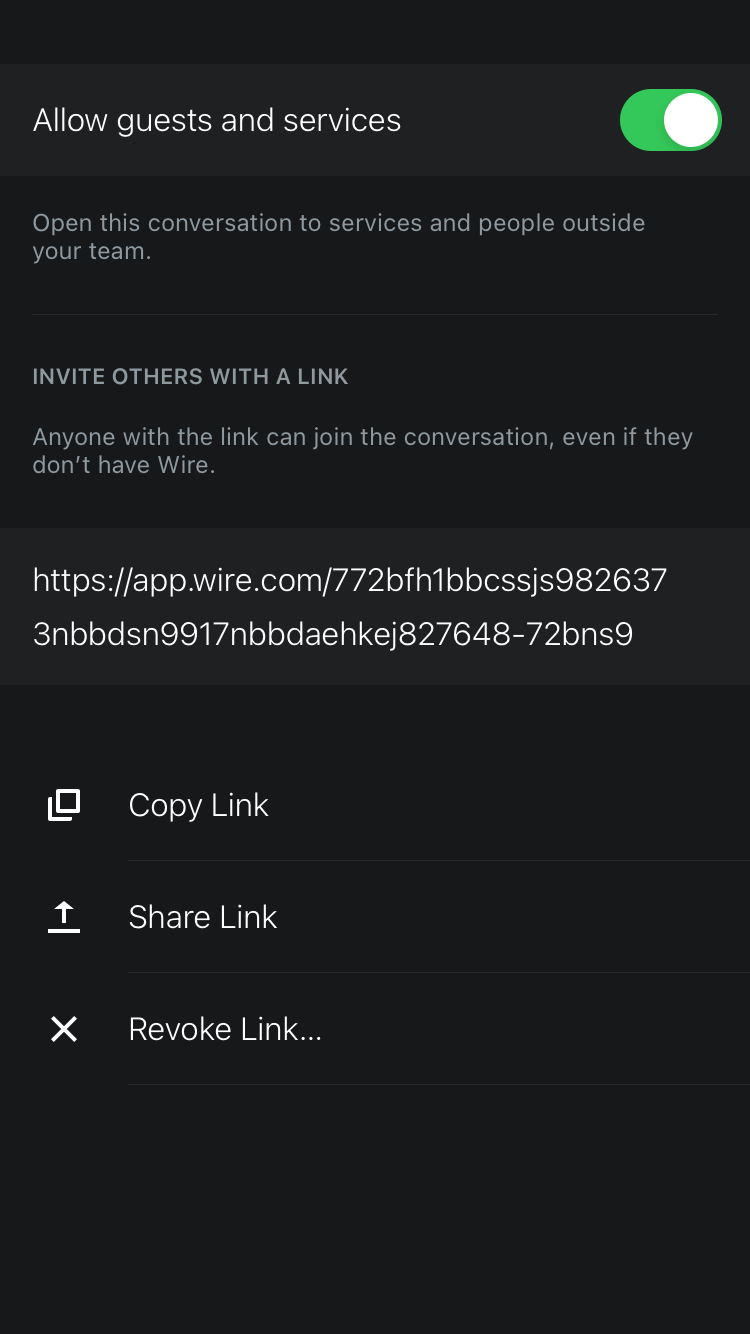 Allow guests and services
Open this conversation to services and people outside
your team.
INVITE OTHERS WITH A LINK
Anyone with the link can join the conversation, even if they
don’t have Wire.
https://app.wire.com/772bfh1bbcssjs982637
3nbbdsn9917nbbdaehkej827648-72bns9
Copy Link
Share Link
Revoke Link...